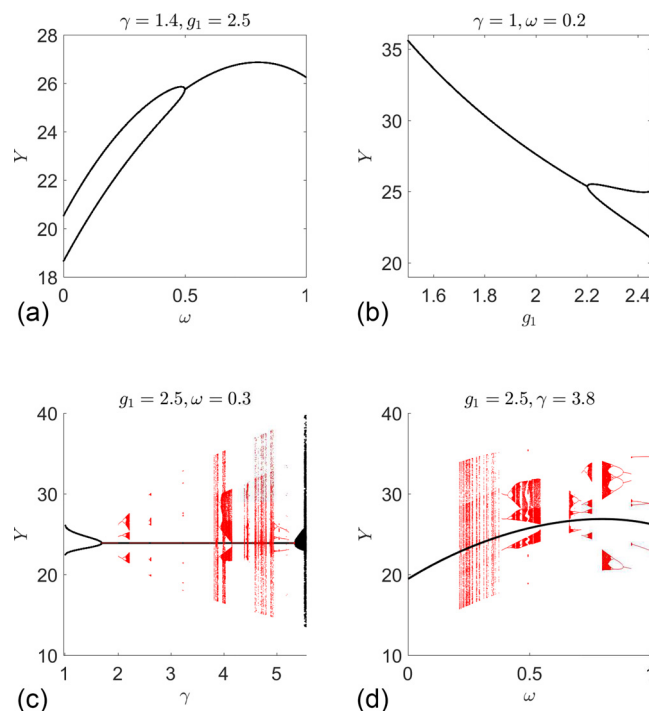 γ = 1.4, g₁ = 2.5
28
26
24
22
20
18
Y
0
0.5
1
(a)
ω
γ = 1, ω = 0.2
35
30
25
20
Y
1.6
1.8
2
2.2
2.4
(b)
g₁
g₁ = 2.5, ω = 0.3
40
30
20
10
Y
1
2
3
4
5
(c)
γ
g₁ = 2.5, γ = 3.8
40
30
20
10
Y
0
0.5
1
(d)
ω